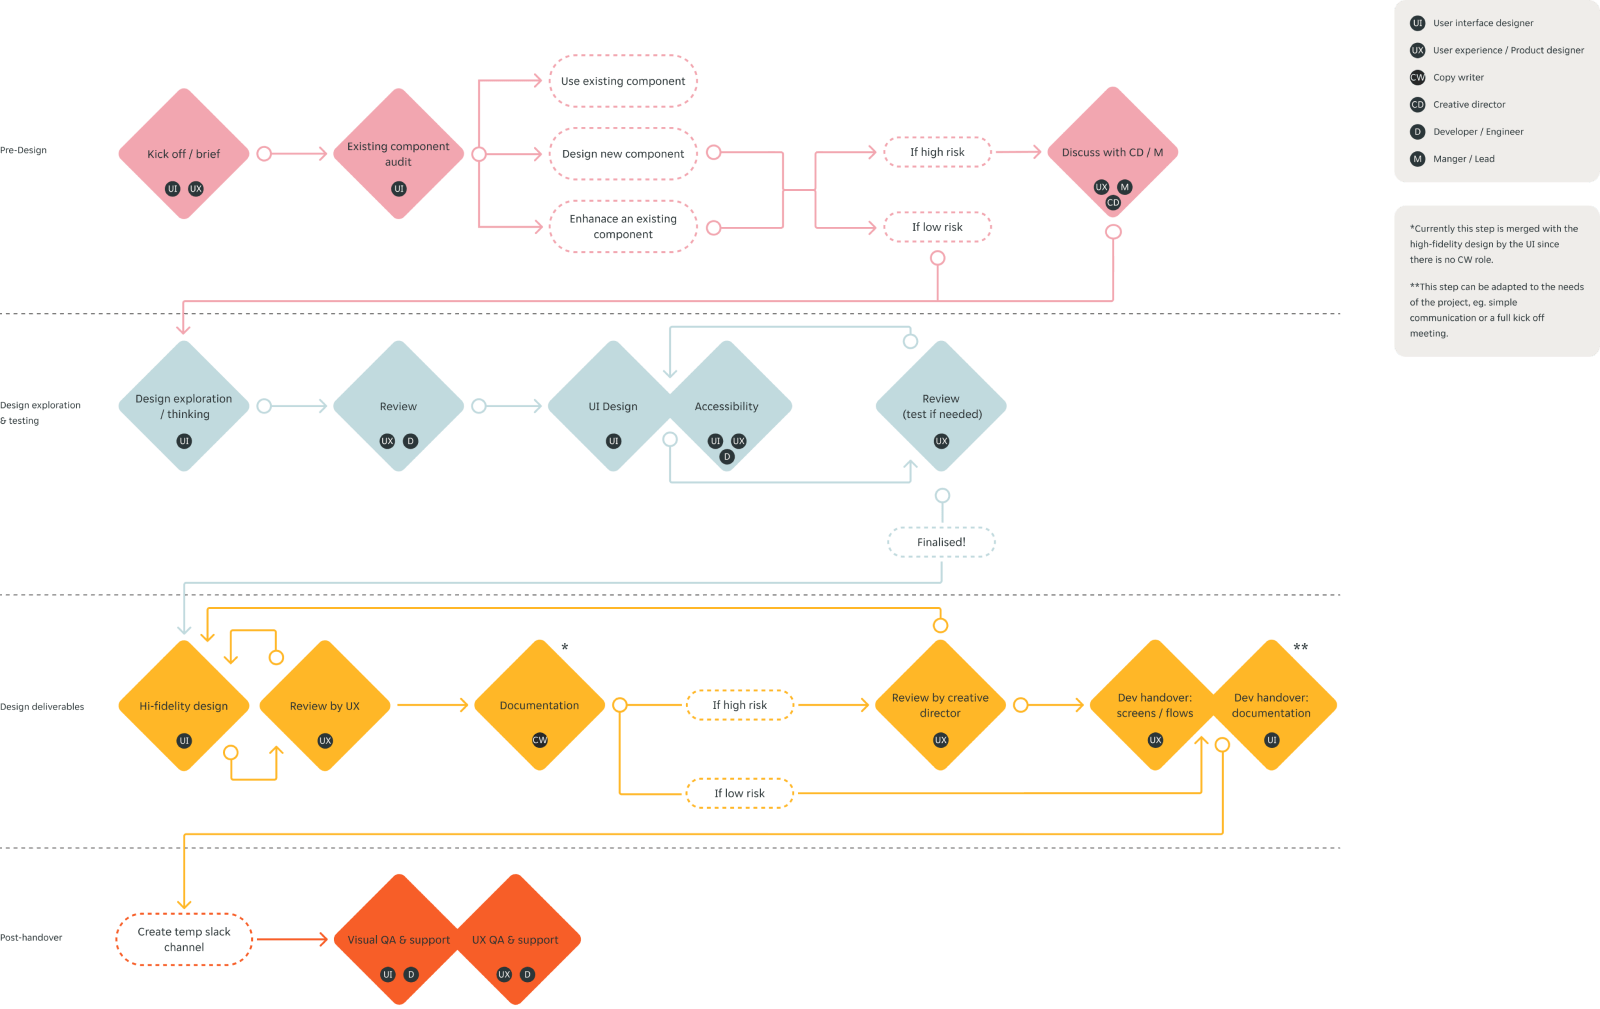 Pre-Design
Kick off / brief
UI UX
Existing component
audit
UI
Use existing component
Design new component
Enhanace an existing
component
If high risk
If low risk
Discuss with CD / M
UX M
CD
UI User interface designer
UX User experience / Product designer
CW Copy writer
CD Creative director
D Developer / Engineer
M Manger / Lead
*Currently this step is merged with the
high-fidelity design by the UI since
there is no CW role.
**This step can be adapted to the needs
of the project, eg. simple
communication or a full kick off
meeting.
Design exploration
& testing
Design exploration
/ thinking
UI
Review
UX D
UI Design
UI
Accessibility
UI UX
D
Review
(test if needed)
UX
Finalised!
Design deliverables
Hi-fidelity design
UI
Review by UX
UX
*
Documentation
CW
If high risk
If low risk
Review by creative
director
UX
Dev handover:
screens / flows
UX
**
Dev handover:
documentation
UI
Post-handover
Create temp slack
channel
Visual QA & support
UI D
UX QA & support
UX D